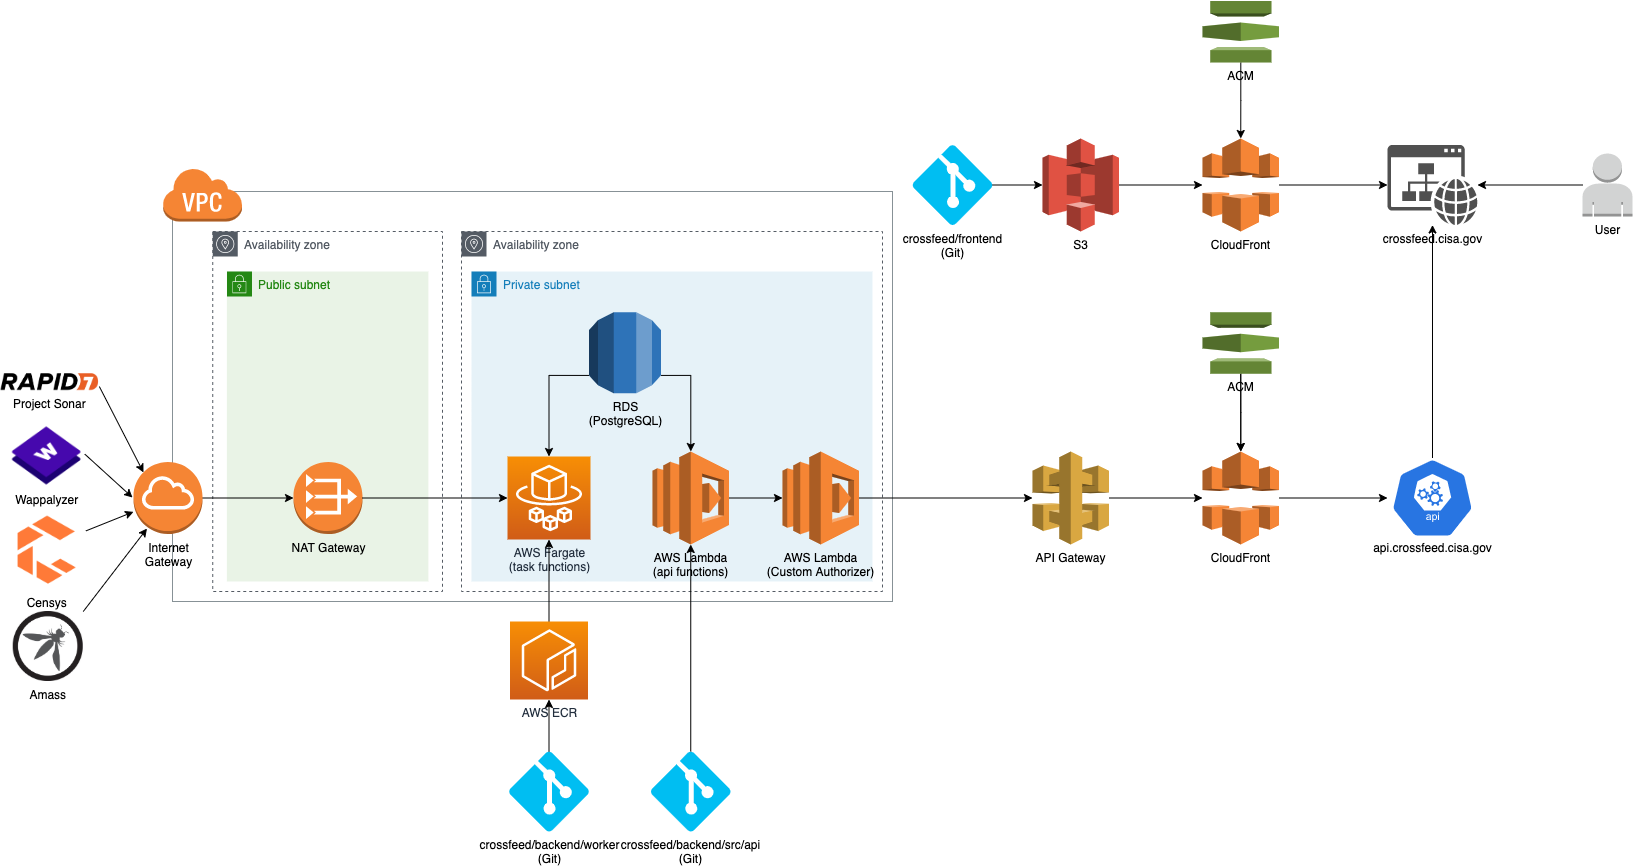 ACM
VPC
crossfeed/frontend
(Git)
S3
CloudFront
crossfeed.cisa.gov
User
Availability zone
Availability zone
Public subnet
Private subnet
ACM
RAPID7
Project Sonar
RDS
(PostgreSQL)
W
Wappalyzer
Internet
Gateway
NAT Gateway
AWS Fargate
(task functions)
AWS Lambda
(api functions)
AWS Lambda
(Custom Authorizer)
API Gateway
CloudFront
api
api.crossfeed.cisa.gov
Censys
Amass
AWS ECR
crossfeed/backend/worker
(Git)
crossfeed/backend/src/api
(Git)